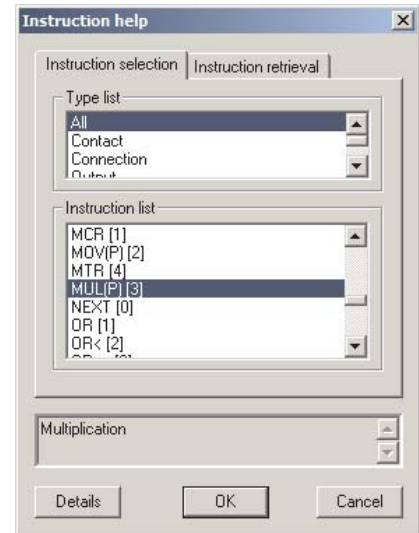 Instruction help
Instruction selection
Instruction retrieval
Type list
All
Contact
Connection
Output
Instruction list
MCR [1]
MOV(P) [2]
MTR [4]
MUL(P) [3]
NEXT [0]
OR [1]
OR< [2]
Multiplication
Details
OK
Cancel